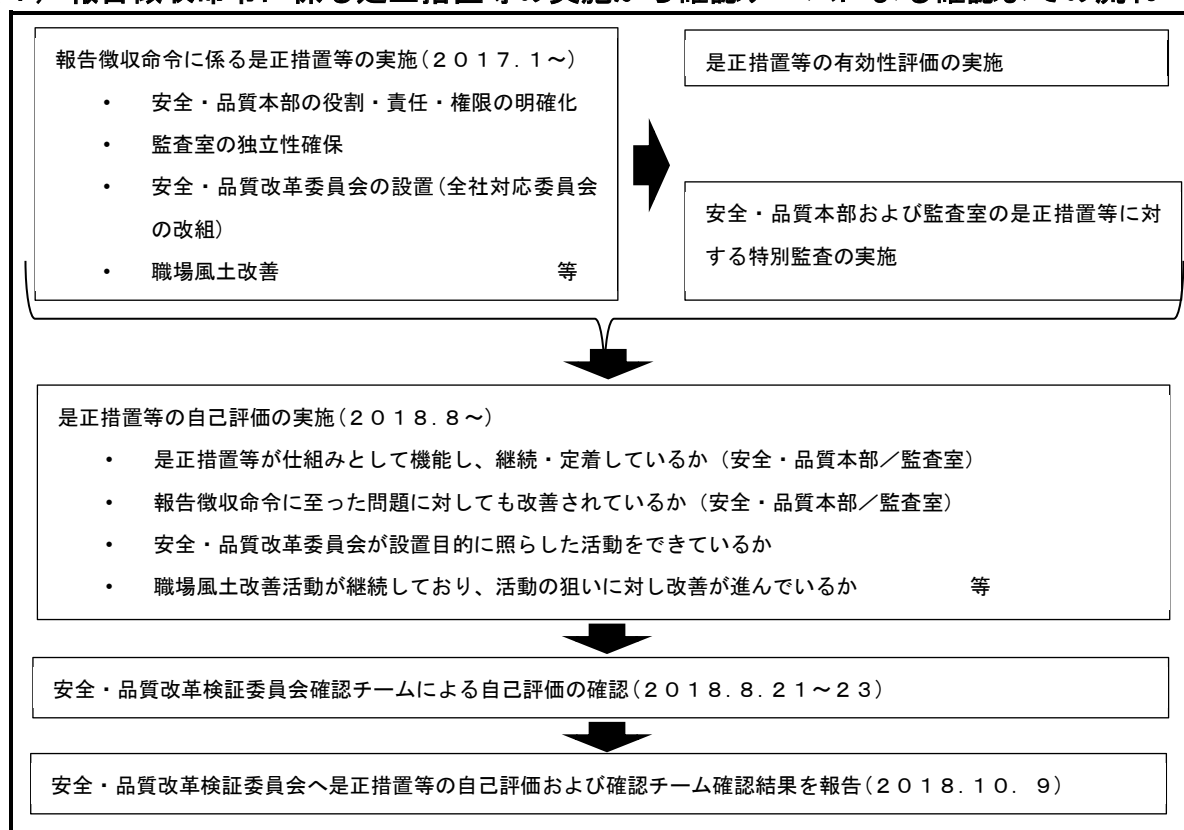 報告徴収命令に係る是正措置等の実施(２０１７．１～)
・ 安全・品質本部の役割・責任・権限の明確化
・ 監査室の独立性確保
・ 安全・品質改革委員会の設置(全社対応委員会
の改組)
・ 職場風土改善 等
是正措置等の有効性評価の実施
安全・品質本部および監査室の是正措置等に対
する特別監査の実施
是正措置等の自己評価の実施(２０１８．８～)
・ 是正措置等が仕組みとして機能し、継続・定着しているか（安全・品質本部／監査室）
・ 報告徴収命令に至った問題に対しても改善されているか（安全・品質本部／監査室）
・ 安全・品質改革委員会が設置目的に照らした活動をできているか
・ 職場風土改善活動が継続しており、活動の狙いに対し改善が進んでいるか 等
安全・品質改革検証委員会確認チームによる自己評価の確認(２０１８．８．２１～２３)
安全・品質改革検証委員会へ是正措置等の自己評価および確認チーム確認結果を報告(２０１８．１０．９)